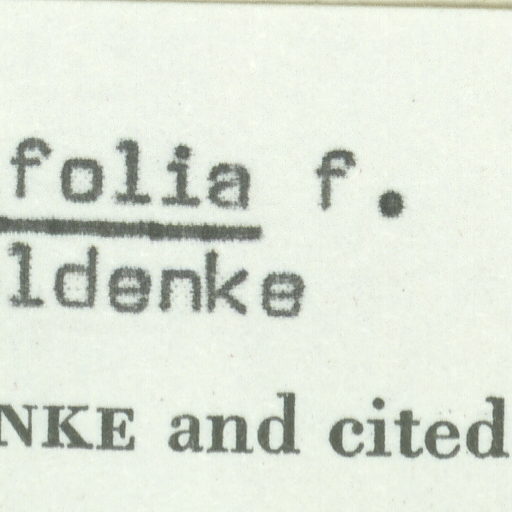 folia f.
ldenke
NKE and cited